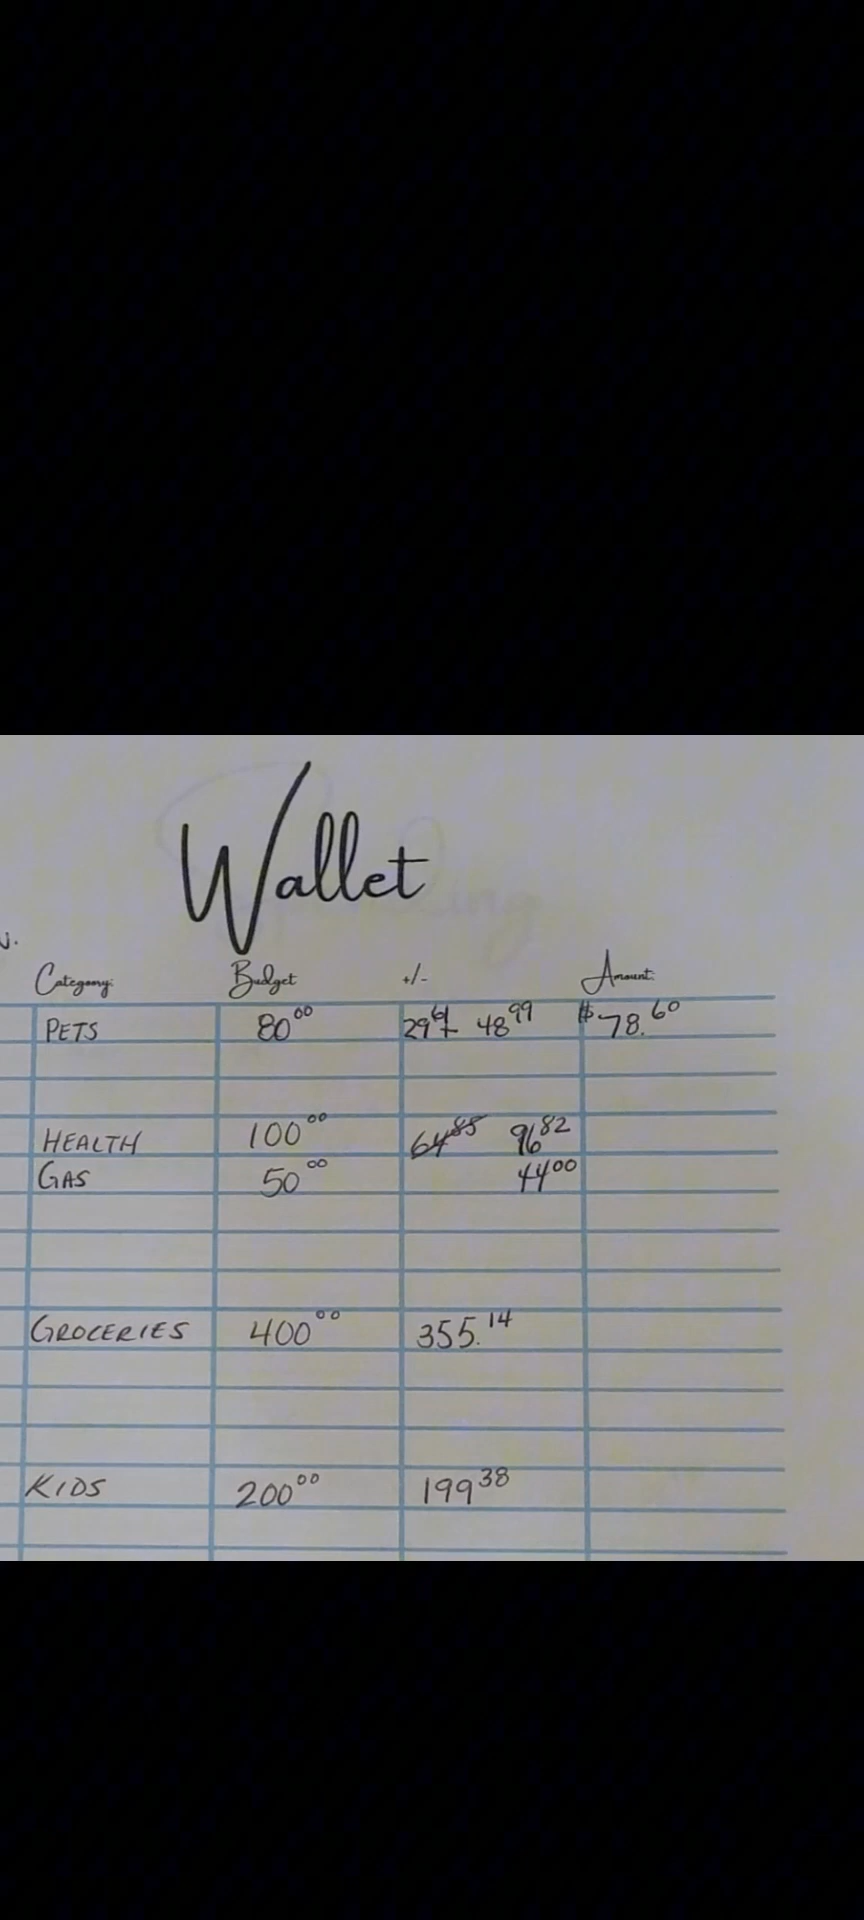 Wallet
Category: Budget +/- Amount:
PETS 80.00 29.61 + 48.99 $78.60
HEALTH 100.00 64.85 96.82
GAS 50.00 44.00
GROCERIES 400.00 355.14
KIDS 200.00 199.38